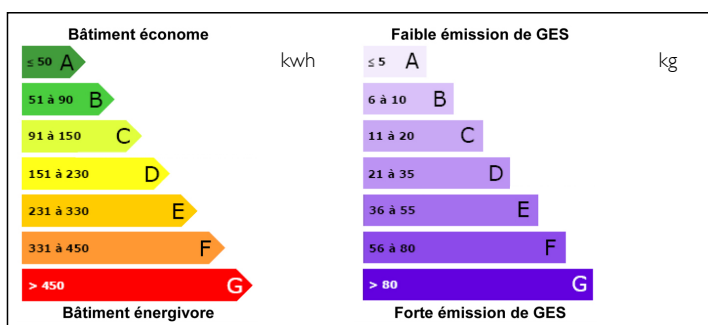 Bâtiment économe
≤ 50 A
kwh
51 à 90 B
91 à 150 C
151 à 230 D
231 à 330 E
331 à 450 F
> 450 G
Bâtiment énergivore
Faible émission de GES
≤ 5 A
kg
6 à 10 B
11 à 20 C
21 à 35 D
36 à 55 E
56 à 80 F
> 80 G
Forte émission de GES